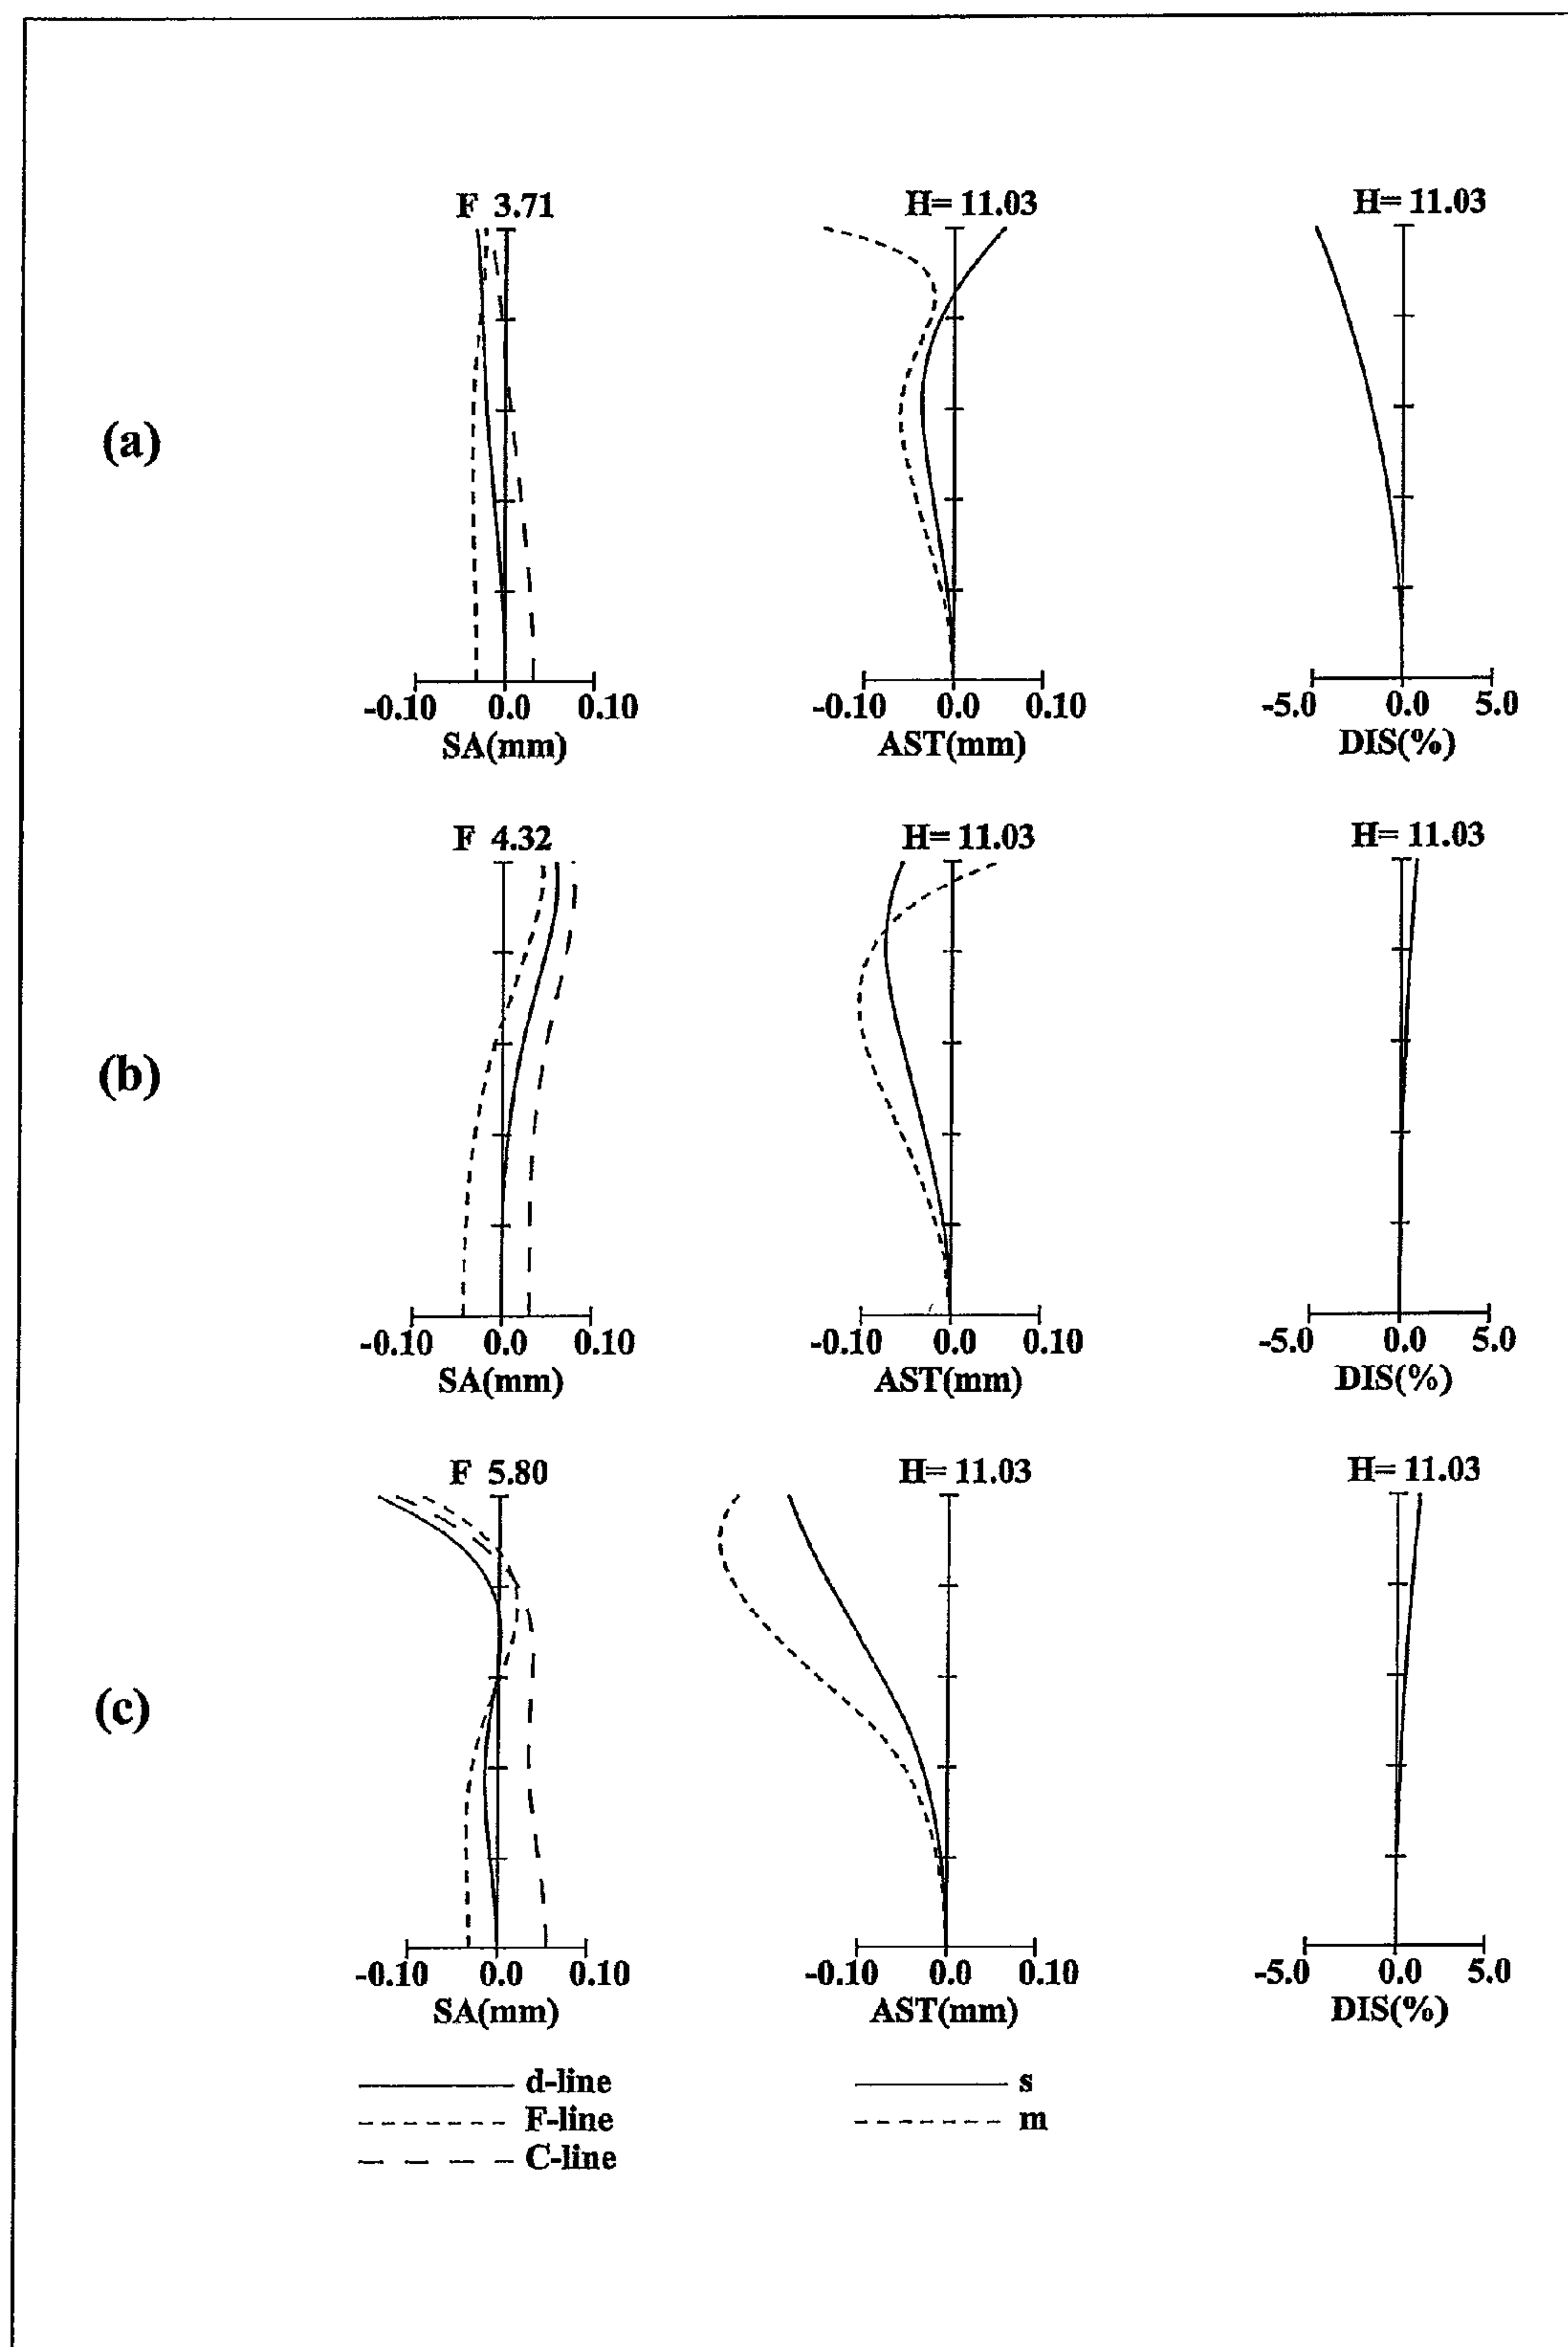 F 3.71 H= 11.03 H= 11.03
(a)
-0.10 0.0 0.10 -0.10 0.0 0.10 -5.0 0.0 5.0
SA(mm) AST(mm) DIS(%)
F 4.32 H= 11.03 H= 11.03
(b)
-0.10 0.0 0.10 -0.10 0.0 0.10 -5.0 0.0 5.0
SA(mm) AST(mm) DIS(%)
F 5.80 H= 11.03 H= 11.03
(c)
-0.10 0.0 0.10 -0.10 0.0 0.10 -5.0 0.0 5.0
SA(mm) AST(mm) DIS(%)
d-line s
F-line m
C-line